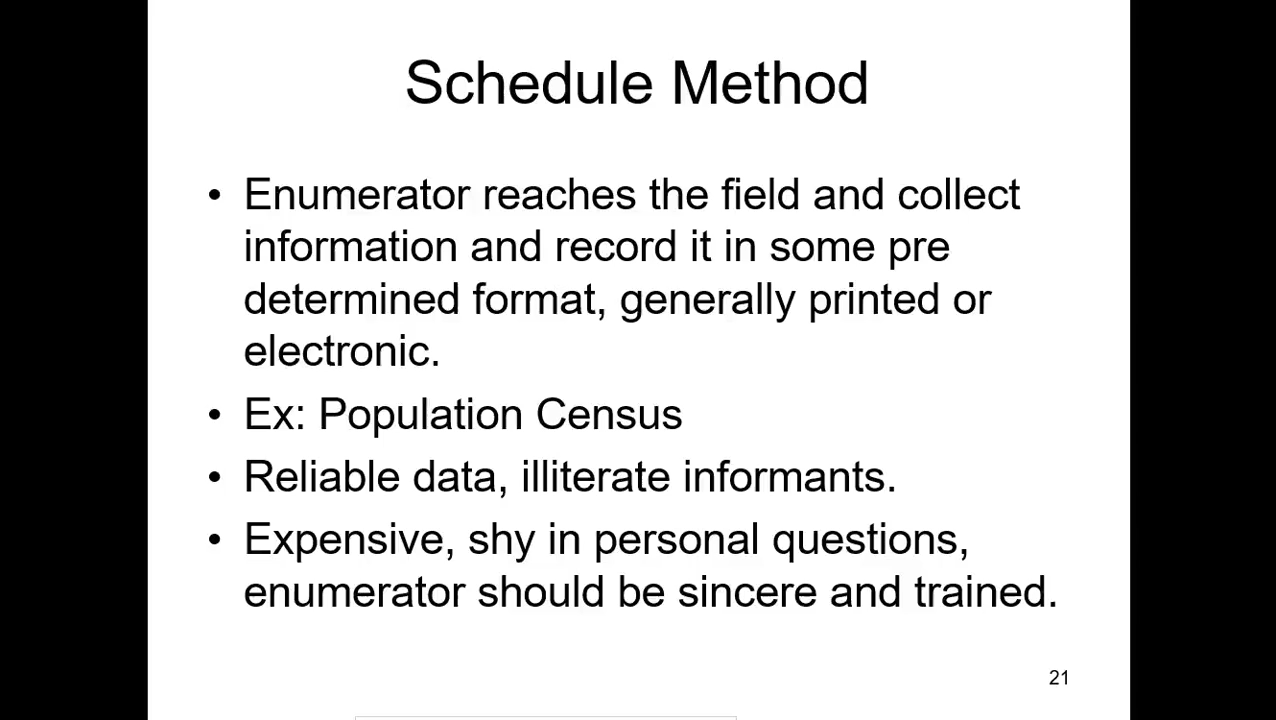 Schedule Method
• Enumerator reaches the field and collect
information and record it in some pre
determined format, generally printed or
electronic.
• Ex: Population Census
• Reliable data, illiterate informants.
• Expensive, shy in personal questions,
enumerator should be sincere and trained.
21